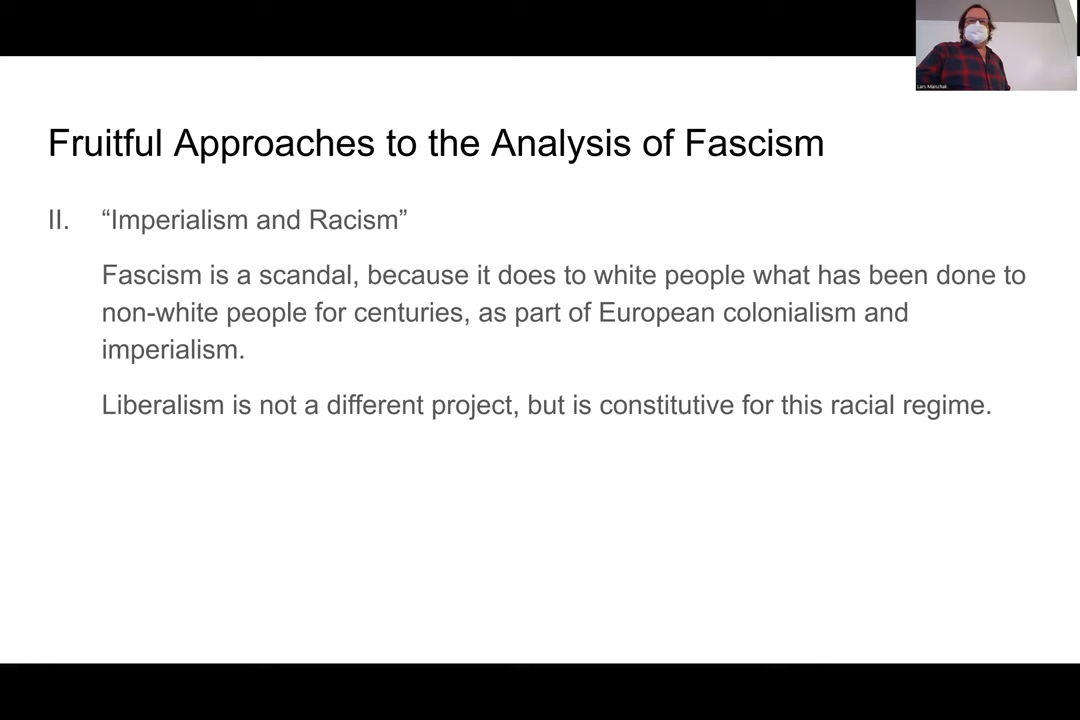 Lars Maischak
Fruitful Approaches to the Analysis of Fascism
II. “Imperialism and Racism”
Fascism is a scandal, because it does to white people what has been done to
non-white people for centuries, as part of European colonialism and
imperialism.
Liberalism is not a different project, but is constitutive for this racial regime.